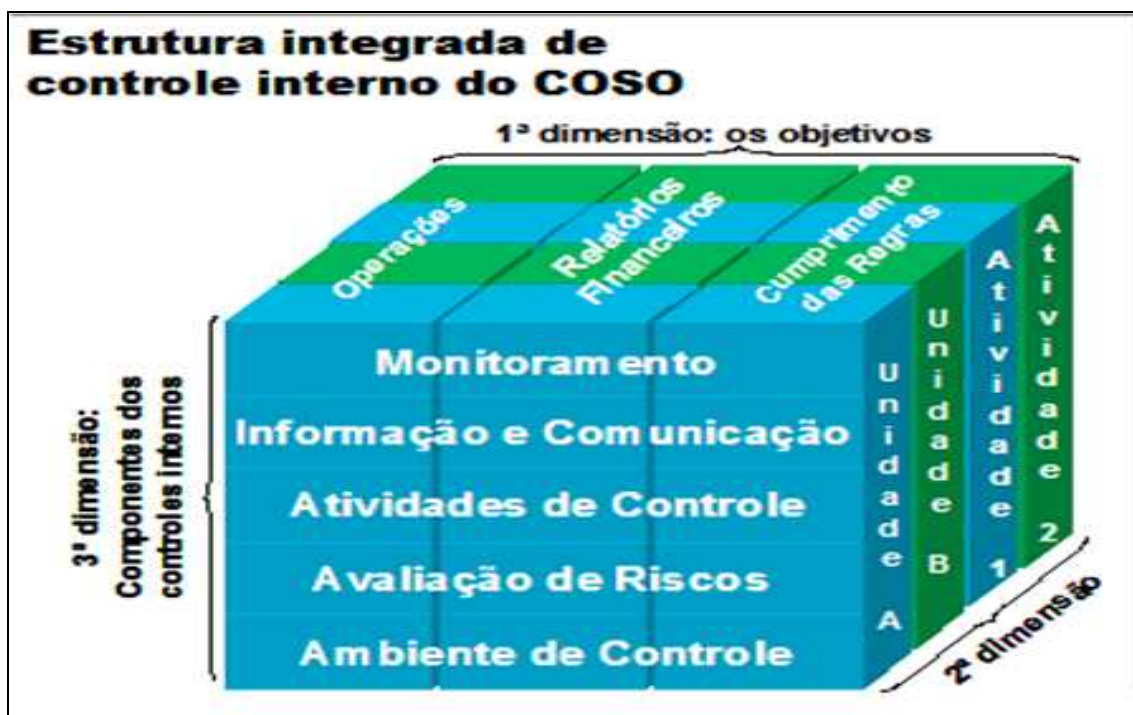 Estrutura integrada de
controle interno do COSO
1ª dimensão: os objetivos
Operações
Relatórios
Financeiros
Cumprimento
das Regras
3ª dimensão:
Componentes dos
controles internos
Monitoramento
Informação e Comunicação
Atividades de Controle
Avaliação de Riscos
Ambiente de Controle
Unidade A
Unidade B
Atividade 1
Atividade 2
2ª dimensão